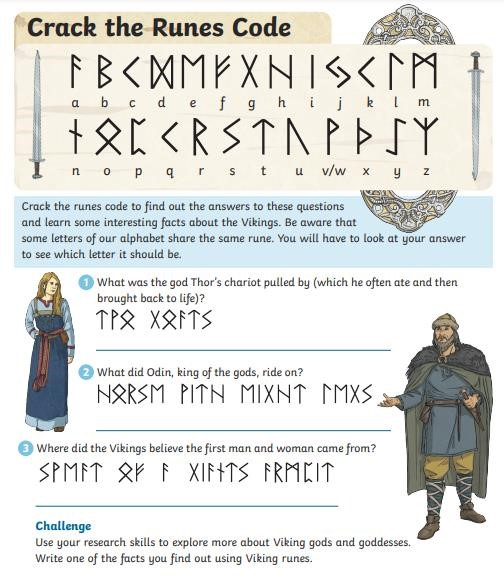 Crack the Runes Code
ᚨ ᛒ ᚲ ᛞ ᛖ ᚠ ᚷ ᚺ ᛁ ᛃ ᚲ ᛚ ᛗ
a b c d e f g h i j k l m
ᚾ ᛟ ᛈ ᚲ ᚱ ᛊ ᛏ ᚢ ᚹ ᚦ ᛇ ᛉ
n o p q r s t u v/w x y z
Crack the runes code to find out the answers to these questions
and learn some interesting facts about the Vikings. Be aware that
some letters of our alphabet share the same rune. You will have to look at your answer
to see which letter it should be.
1 What was the god Thor’s chariot pulled by (which he often ate and then
brought back to life)?
ᛏᚹᛟ ᚷᛟᚨᛏᛊ
2 What did Odin, king of the gods, ride on?
ᚺᛟᚱᛊᛖ ᚹᛁᛏᚺ ᛖᛁᚷᚺᛏ ᛚᛖᚷᛊ
3 Where did the Vikings believe the first man and woman came from?
ᛊᚹᛖᚨᛏ ᛟᚠ ᚨ ᚷᛁᚨᚾᛏᛊ ᚨᚱᛗᛈᛁᛏ
Challenge
Use your research skills to explore more about Viking gods and goddesses.
Write one of the facts you find out using Viking runes.